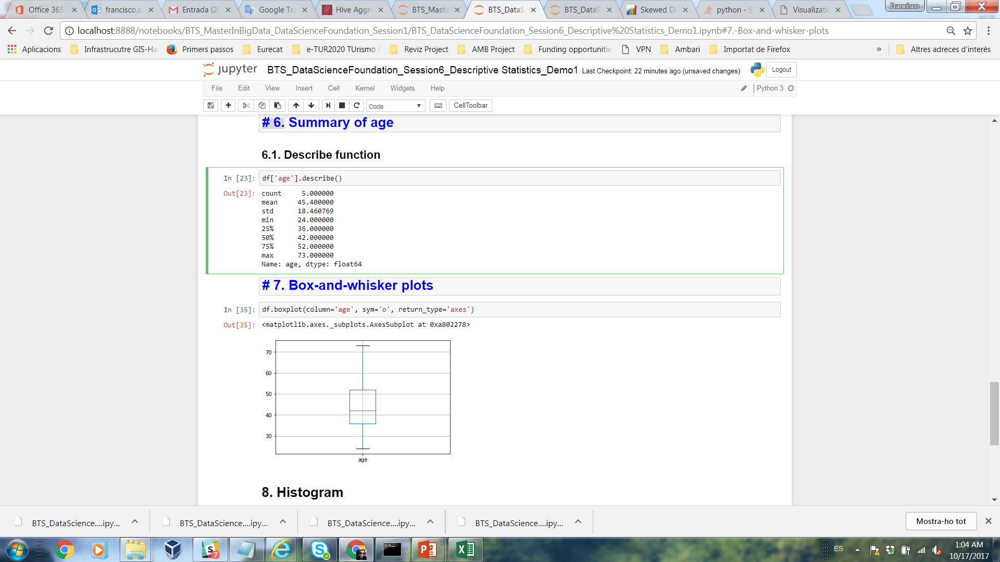 Office 365
francisco.s
Entrada (2
Google Tra
Hive Aggre
BTS_Maste
BTS_DataS
BTS_DataS
Skewed Di
python - S
Visualizati
Francisco
localhost:8888/notebooks/BTS_MasterInBigData_DataScienceFoundation_Session1/BTS_DataScienceFoundation_Session6_Descriptive%20Statistics_Demo1.ipynb#7.-Box-and-whisker-plots
Aplicacions
Infrastrucutre GIS-Ha
Primers passos
Eurecat
e-TUR2020 TUrismo
Reviz Project
AMB Project
Funding opportunitie
VPN
Ambari
Importat de Firefox
»
Altres adreces d'interès
jupyter BTS_DataScienceFoundation_Session6_Descriptive Statistics_Demo1 Last Checkpoint: 22 minutes ago (unsaved changes)
Logout
File Edit View Insert Cell Kernel Widgets Help
Python 3
Code
CellToolbar
# 6. Summary of age
6.1. Describe function
In [23]: df['age'].describe()
Out[23]: count 5.000000
mean 45.400000
std 18.460769
min 24.000000
25% 36.000000
50% 42.000000
75% 52.000000
max 73.000000
Name: age, dtype: float64
# 7. Box-and-whisker plots
In [35]: df.boxplot(column='age', sym='o', return_type='axes')
Out[35]: <matplotlib.axes._subplots.AxesSubplot at 0xa802278>
70
60
50
40
30
age
8. Histogram
BTS_DataScience....ipy...
BTS_DataScience....ipy...
BTS_DataScience....ipy...
BTS_DataScience....ipy...
Mostra-ho tot
7
ES
1:04 AM
10/17/2017